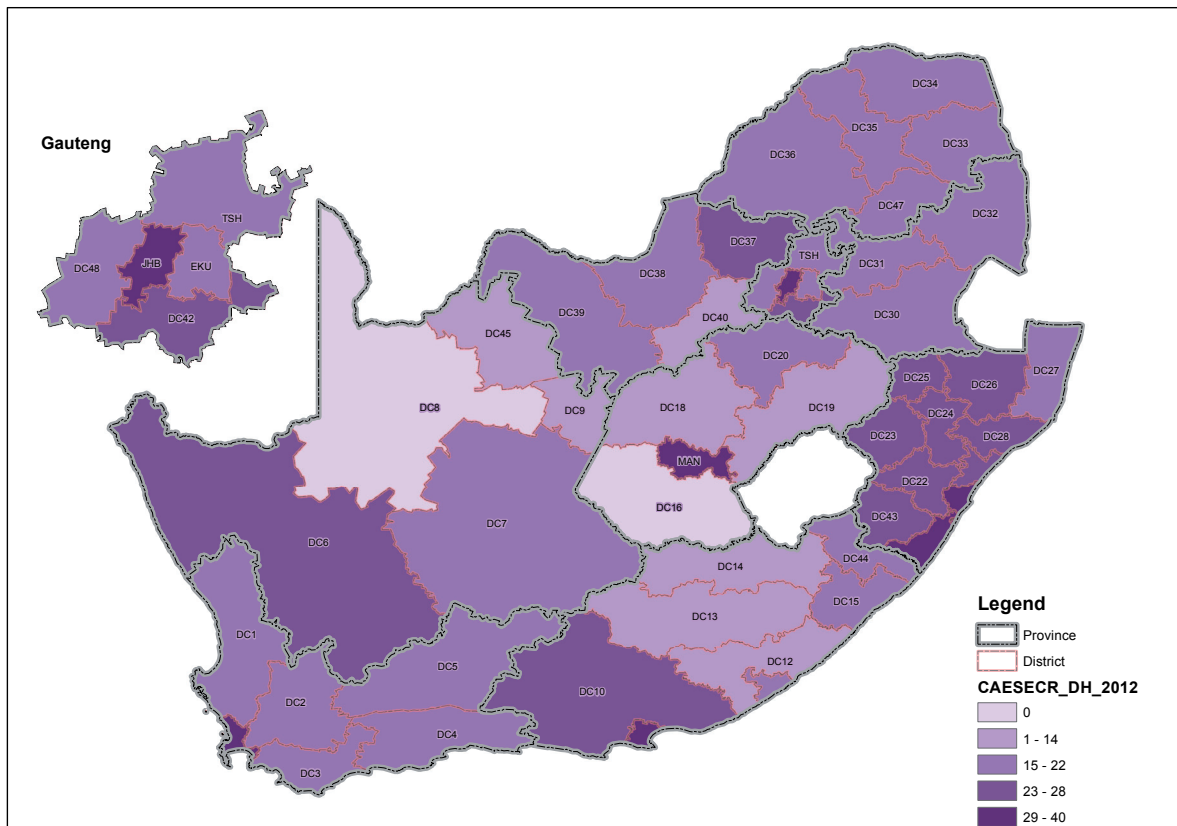 Gauteng
TSH
DC48
JHB
EKU
DC42
DC34
DC35
DC33
DC36
DC47
DC32
DC37
TSH
DC31
DC38
DC30
DC40
DC39
DC45
DC20
DC27
DC25
DC26
DC8
DC9
DC18
DC19
DC24
DC23
DC28
MAN
DC22
DC16
DC43
DC7
DC6
DC44
DC14
DC15
DC13
DC1
DC5
DC12
DC10
DC2
DC4
DC3
Legend
Province
District
CAESECR_DH_2012
0
1 - 14
15 - 22
23 - 28
29 - 40